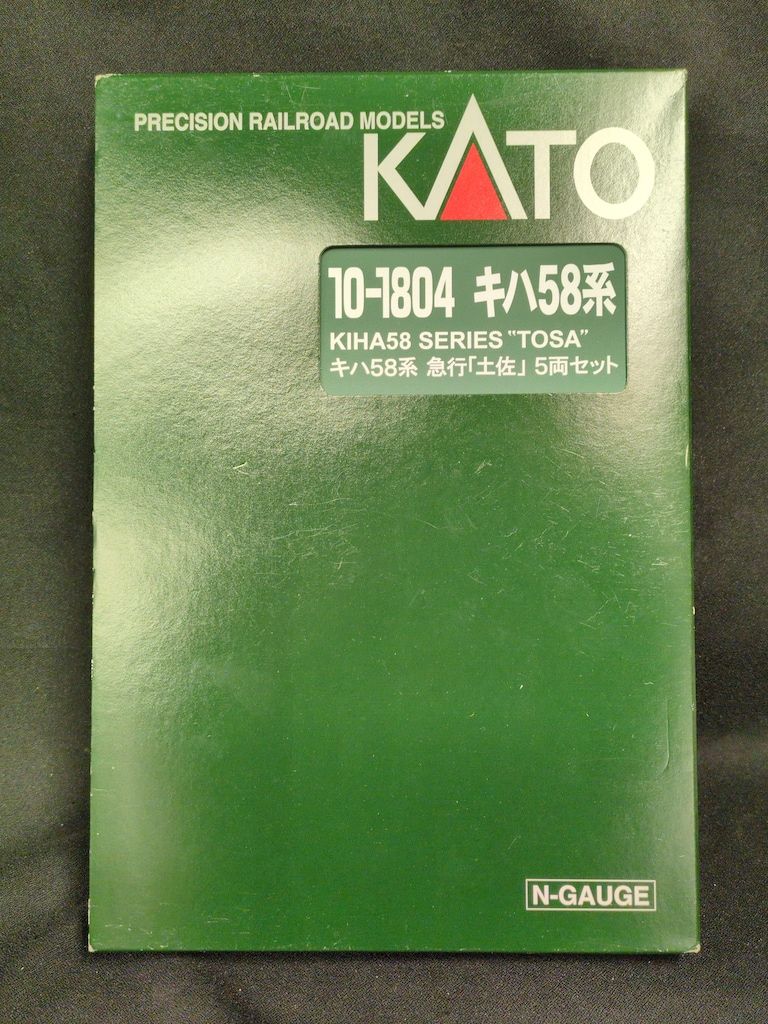 PRECISION RAILROAD MODELS
KATO
10-1804 キハ58系
KIHA58 SERIES "TOSA"
キハ58系 急行「土佐」 5両セット
N-GAUGE